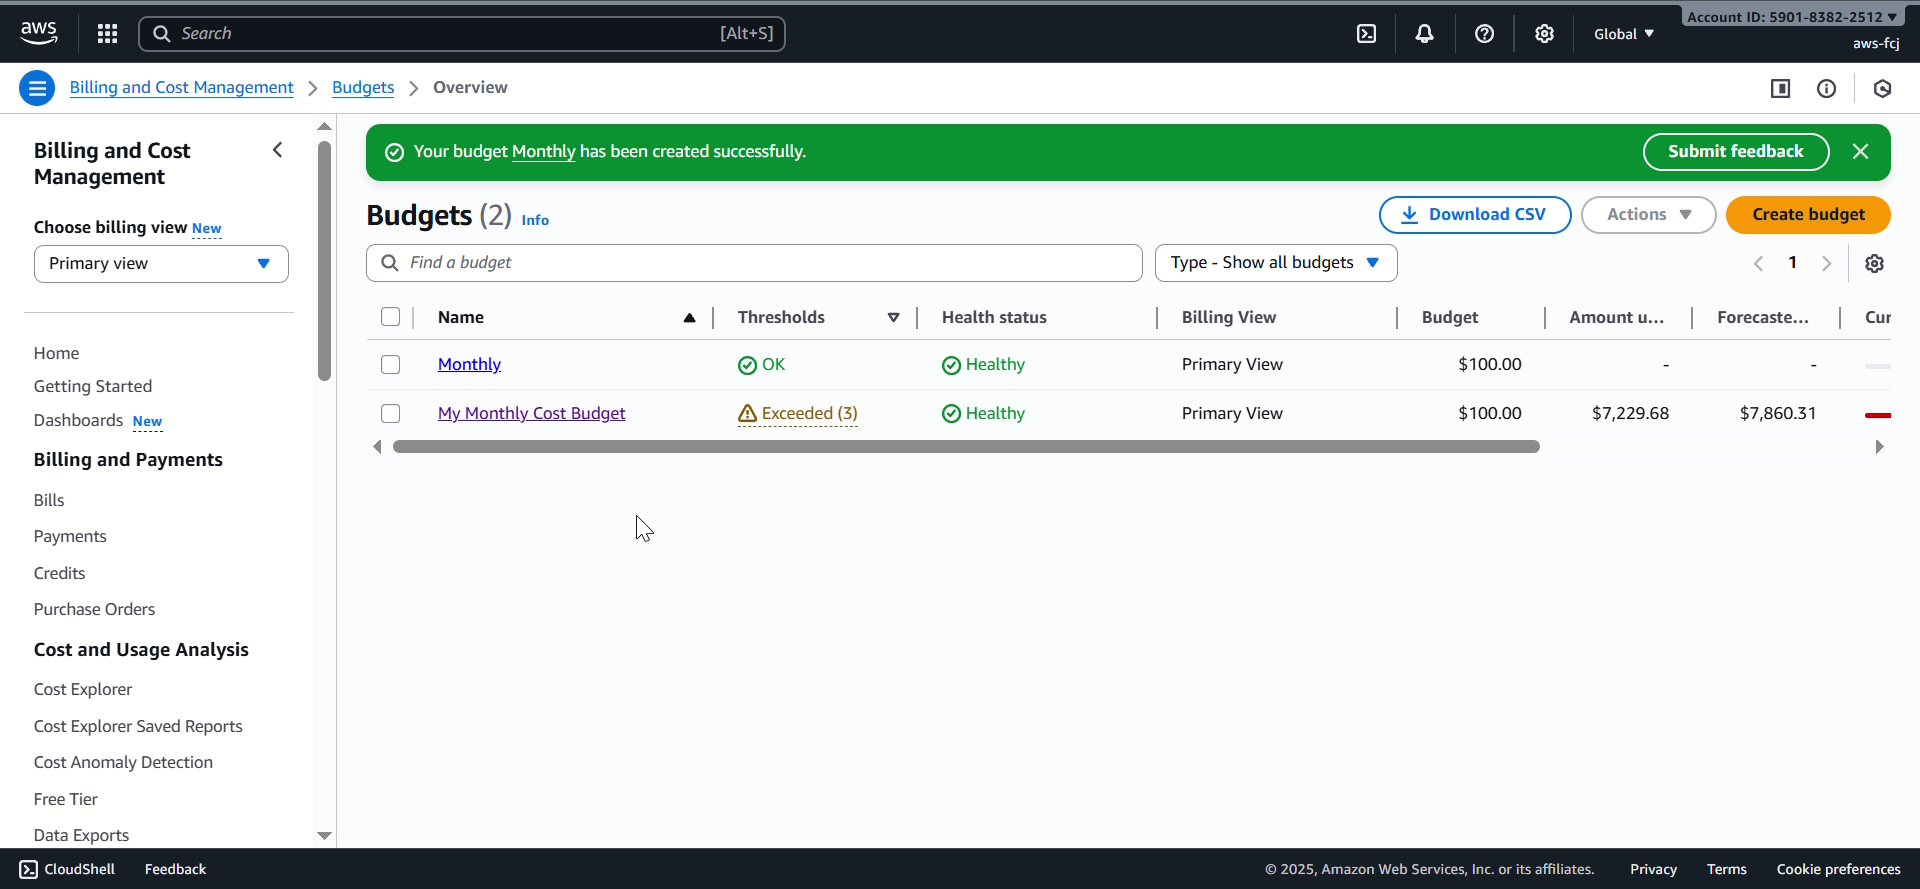 aws
Search
[Alt+S]
Global
Account ID: 5901-8382-2512
aws-fcj
Billing and Cost Management
Budgets
Overview
Billing and Cost
Management
Choose billing view New
Primary view
Home
Getting Started
Dashboards New
Billing and Payments
Bills
Payments
Credits
Purchase Orders
Cost and Usage Analysis
Cost Explorer
Cost Explorer Saved Reports
Cost Anomaly Detection
Free Tier
Data Exports
Your budget Monthly has been created successfully.
Submit feedback
Budgets (2) Info
Download CSV
Actions
Create budget
Find a budget
Type - Show all budgets
1
Name Thresholds Health status Billing View Budget Amount u... Forecaste... Cur
Monthly OK Healthy Primary View $100.00 - -
My Monthly Cost Budget Exceeded (3) Healthy Primary View $100.00 $7,229.68 $7,860.31
CloudShell Feedback
© 2025, Amazon Web Services, Inc. or its affiliates. Privacy Terms Cookie preferences